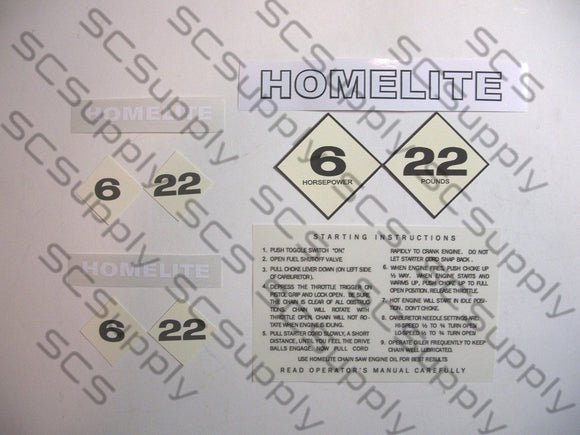 HOMELITE
HOMELITE
6 22
6 22
HORSEPOWER POUNDS
HOMELITE
6 22
STARTING INSTRUCTIONS
1. PUSH TOGGLE SWITCH "ON"
2. OPEN FUEL SHUTOFF VALVE
3. PULL CHOKE LEVER DOWN (ON LEFT SIDE
OF CARBURETOR).
4. DEPRESS THE THROTTLE TRIGGER ON
PISTOL GRIP AND LOCK OPEN. BE SURE
THE CHAIN IS CLEAR OF ALL OBSTRUC-
TIONS. CHAIN WILL ROTATE WITH
THROTTLE OPEN, CHAIN WILL NOT RO-
TATE WHEN ENGINE IS IDLING.
5. PULL STARTER CORD SLOWLY, A SHORT
DISTANCE, UNTIL YOU FEEL THE DRIVE
BALLS ENGAGE. NOW PULL CORD
RAPIDLY TO CRANK ENGINE. DO NOT
LET STARTER CORD SNAP BACK.
6. WHEN ENGINE FIRES, PUSH CHOKE UP
½ WAY. WHEN ENGINE STARTS AND
WARMS UP, PUSH CHOKE UP TO FULL
OPEN POSITION. RELEASE THROTTLE.
7. HOT ENGINE WILL START IN IDLE POSI-
TION. DON'T CHOKE.
8. CARBURETOR NEEDLE SETTINGS ARE:
HI-SPEED ½ TO ¾ TURN OPEN
LO-SPEED ½ TO ¾ TURN OPEN
9. OPERATE OILER FREQUENTLY TO KEEP
CHAIN WELL LUBRICATED.
USE HOMELITE CHAIN SAW ENGINE OIL FOR BEST RESULTS
READ OPERATOR'S MANUAL CAREFULLY
SCSupply